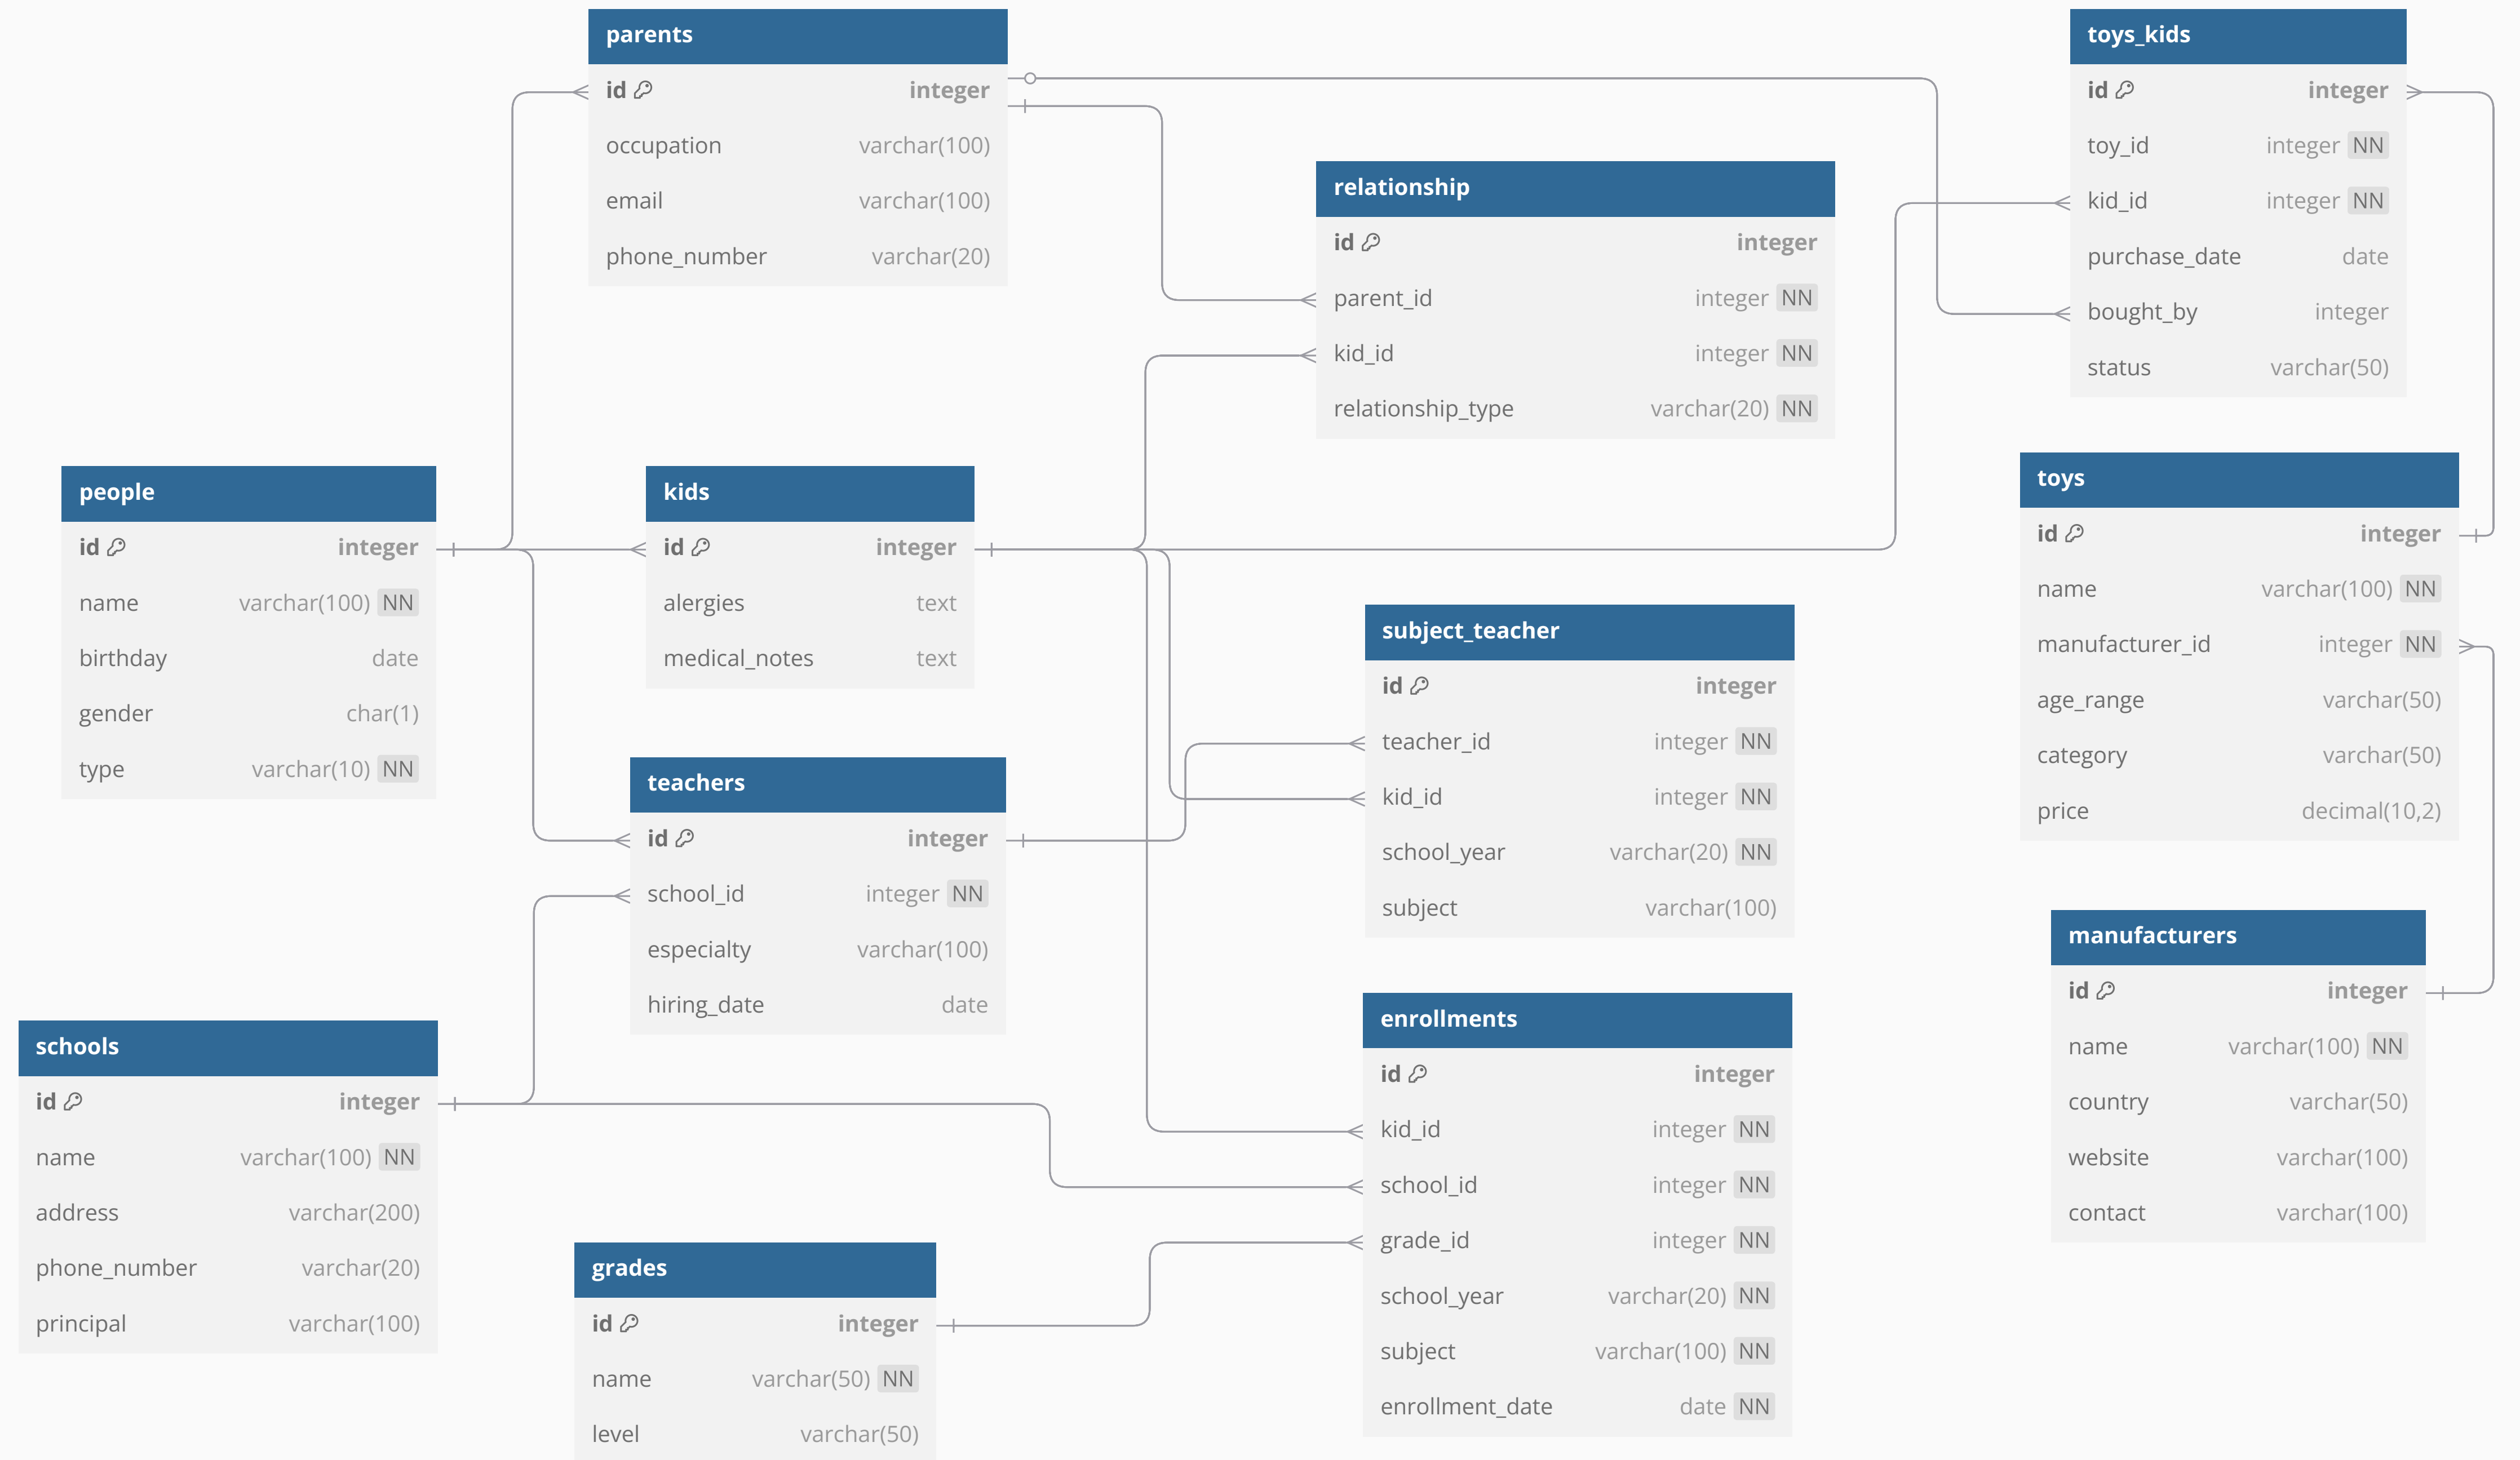 parents
id integer
occupation varchar(100)
email varchar(100)
phone_number varchar(20)
toys_kids
id integer
toy_id integer NN
kid_id integer NN
purchase_date date
bought_by integer
status varchar(50)
relationship
id integer
parent_id integer NN
kid_id integer NN
relationship_type varchar(20) NN
people
id integer
name varchar(100) NN
birthday date
gender char(1)
type varchar(10) NN
kids
id integer
alergies text
medical_notes text
toys
id integer
name varchar(100) NN
manufacturer_id integer NN
age_range varchar(50)
category varchar(50)
price decimal(10,2)
subject_teacher
id integer
teacher_id integer NN
kid_id integer NN
school_year varchar(20) NN
subject varchar(100)
teachers
id integer
school_id integer NN
especialty varchar(100)
hiring_date date
manufacturers
id integer
name varchar(100) NN
country varchar(50)
website varchar(100)
contact varchar(100)
schools
id integer
name varchar(100) NN
address varchar(200)
phone_number varchar(20)
principal varchar(100)
enrollments
id integer
kid_id integer NN
school_id integer NN
grade_id integer NN
school_year varchar(20) NN
subject varchar(100) NN
enrollment_date date NN
grades
id integer
name varchar(50) NN
level varchar(50)